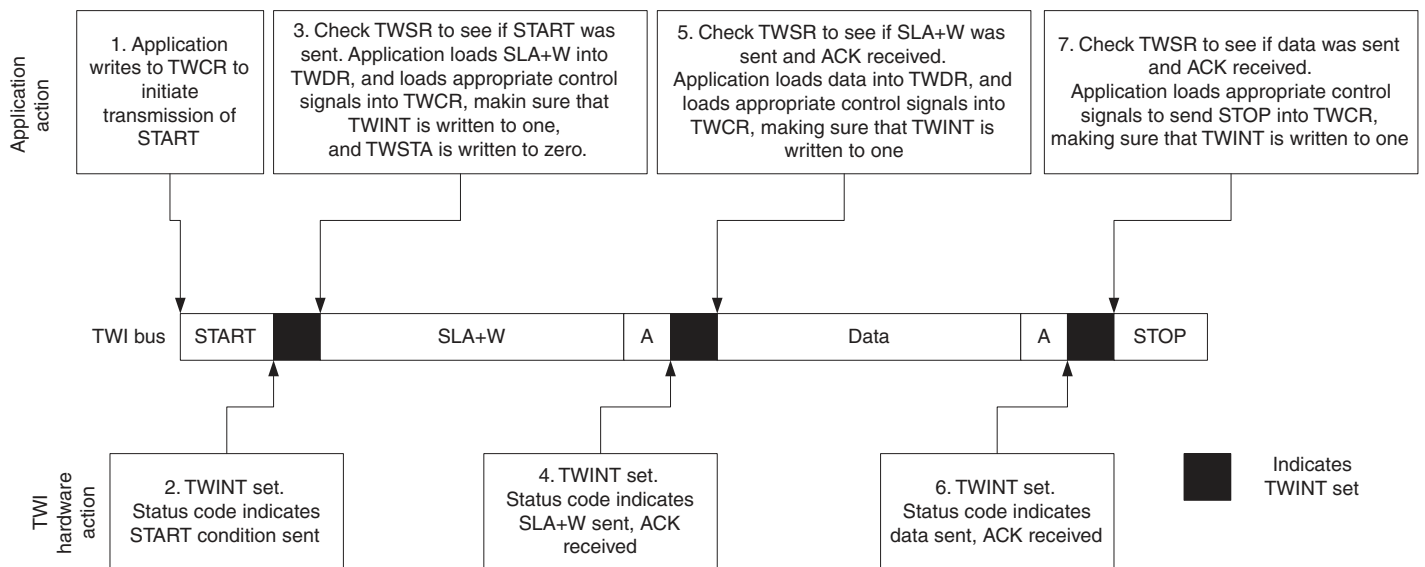 Application
action
1. Application
writes to TWCR to
initiate
transmission of
START
3. Check TWSR to see if START was
sent. Application loads SLA+W into
TWDR, and loads appropriate control
signals into TWCR, makin sure that
TWINT is written to one,
and TWSTA is written to zero.
5. Check TWSR to see if SLA+W was
sent and ACK received.
Application loads data into TWDR, and
loads appropriate control signals into
TWCR, making sure that TWINT is
written to one
7. Check TWSR to see if data was sent
and ACK received.
Application loads appropriate control
signals to send STOP into TWCR,
making sure that TWINT is written to one
TWI bus
START
SLA+W
A
Data
A
STOP
TWI
hardware
action
2. TWINT set.
Status code indicates
START condition sent
4. TWINT set.
Status code indicates
SLA+W sent, ACK
received
6. TWINT set.
Status code indicates
data sent, ACK received
Indicates
TWINT set